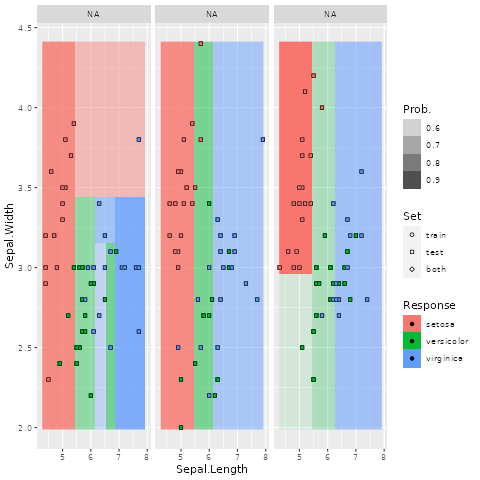 NA NA NA
4.5
4.0
3.5
3.0
2.5
2.0
Sepal.Width
5 6 7 8 5 6 7 8 5 6 7 8
Sepal.Length
Prob.
0.6
0.7
0.8
0.9
Set
train
test
both
Response
setosa
versicolor
virginica